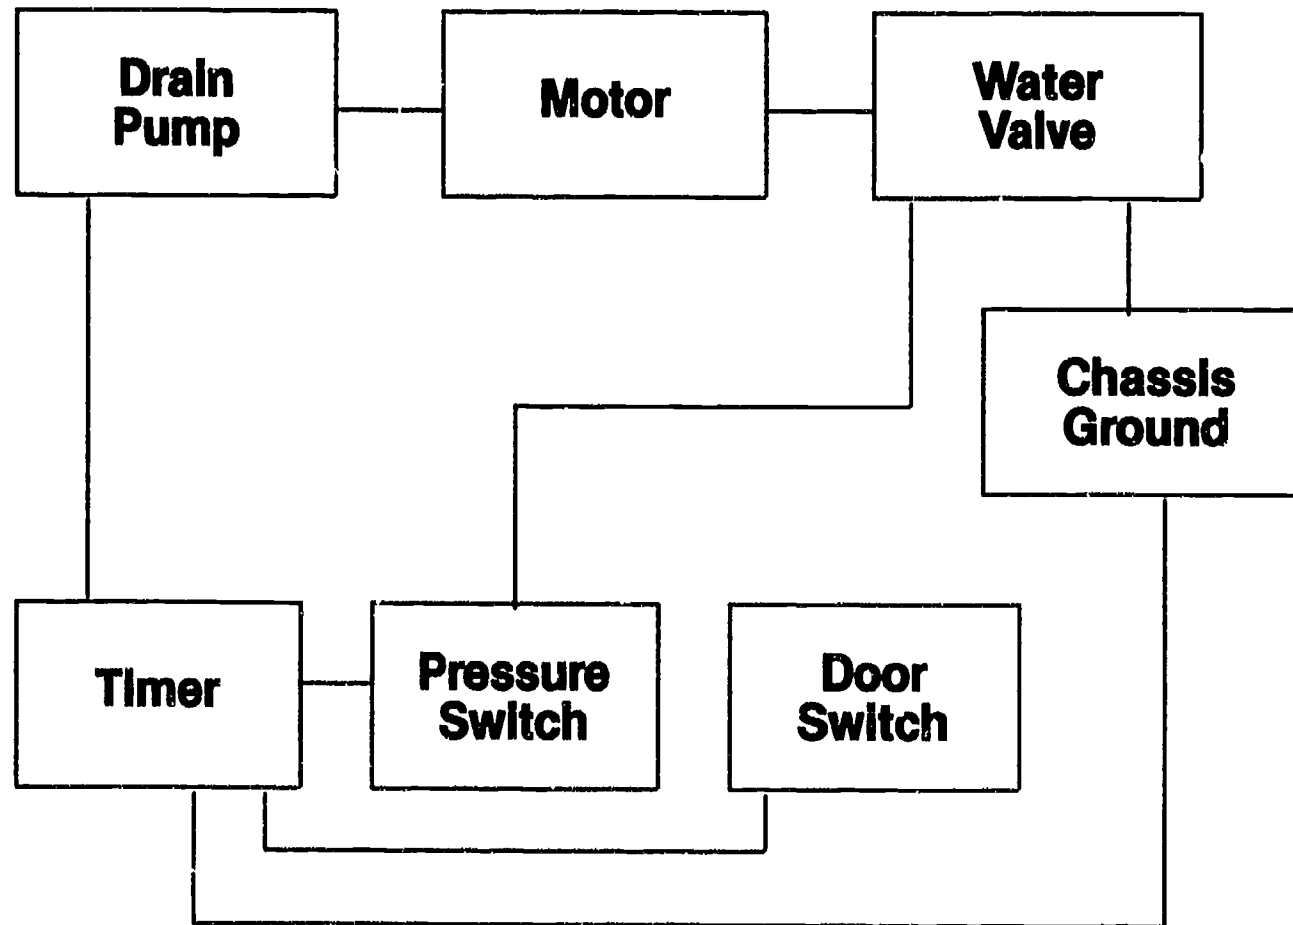 Drain
Pump
Motor
Water
Valve
Chassis
Ground
Timer
Pressure
Switch
Door
Switch